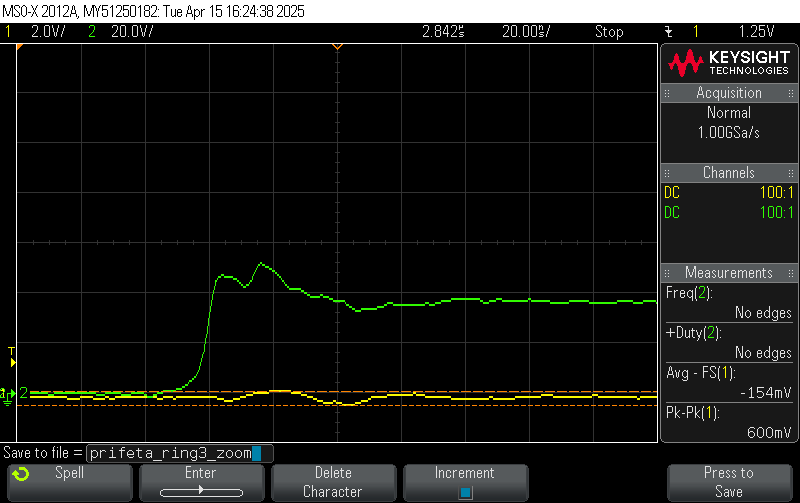 MSO-X 2012A, MY51250182: Tue Apr 15 16:24:38 2025
1 2.0V/ 2 20.0V/ 2.842µs 20.00ns/ Stop 1 1.25V
KEYSIGHT
TECHNOLOGIES
Acquisition
Normal
1.00GSa/s
Channels
DC 100:1
DC 100:1
Measurements
Freq(2):
No edges
+Duty(2):
No edges
Avg - FS(1):
-154mV
Pk-Pk(1):
600mV
T
2
Save to file = prifeta_ring3_zoom
Spell
Enter
Delete
Character
Increment
Press to
Save